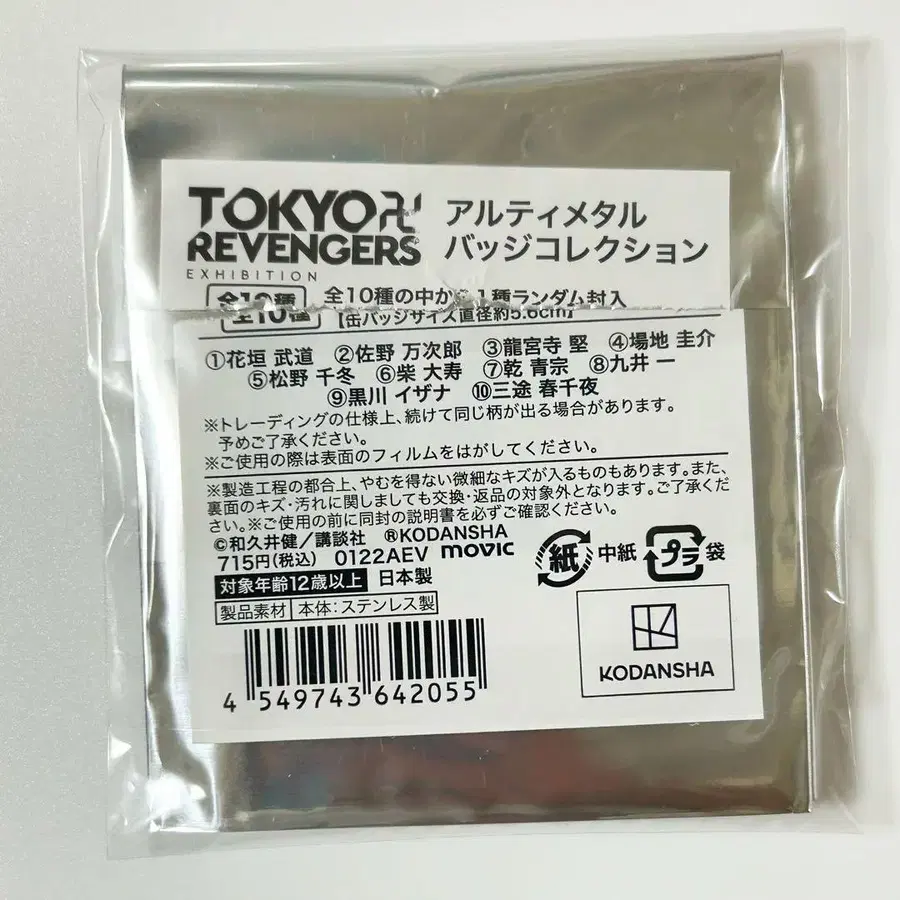 TOKYO卍
REVENGERS
EXHIBITION
アルティメタル
バッジコレクション
全10種
全10種の中から1種ランダム封入
【缶バッジサイズ直径約5.6cm】
①花垣 武道 ②佐野 万次郎 ③龍宮寺 堅 ④場地 圭介
⑤松野 千冬 ⑥柴 大寿 ⑦乾 青宗 ⑧九井 一
⑨黒川 イザナ ⑩三途 春千夜
※トレーディングの仕様上、続けて同じ柄が出る場合があります。
予めご了承ください。
※ご使用の際は表面のフィルムをはがしてください。
※製造工程の都合上、やむを得ない微細なキズが入るものもあります。また、
裏面のキズ・汚れに関しましても交換・返品の対象外となります。ご了承くだ
さい。※ご使用の前に同封の説明書を必ずご確認ください。
©和久井健／講談社 ®KODANSHA
715円(税込) 0122AEV movic
対象年齢12歳以上 日本製
製品素材 本体：ステンレス製
紙 中紙 プラ 袋
4 549743 642055
KODANSHA